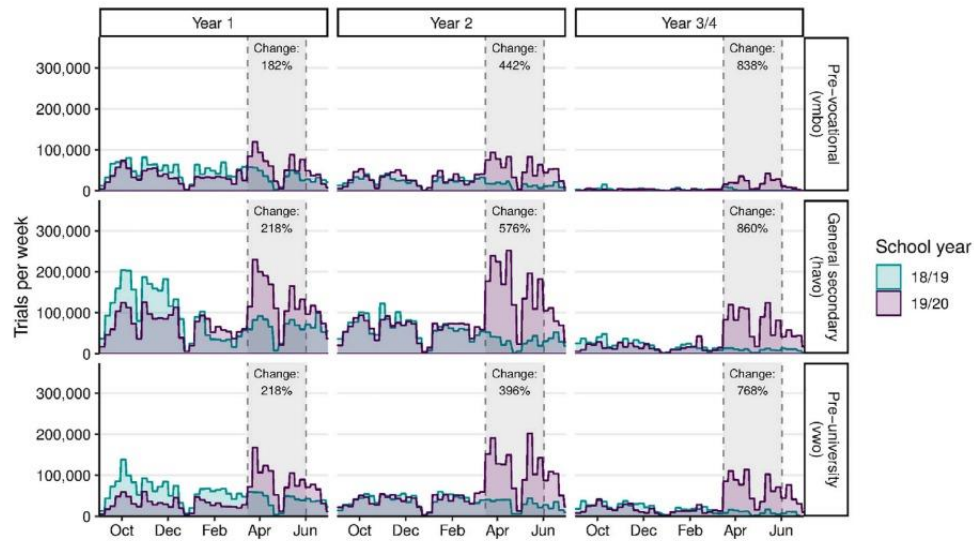 Year 1
Year 2
Year 3/4
Trials per week
300,000
200,000
100,000
0
Change:
182%
Change:
442%
Change:
838%
Pre-vocational
(vmbo)
300,000
200,000
100,000
0
Change:
218%
Change:
576%
Change:
860%
General secondary
(havo)
300,000
200,000
100,000
0
Change:
218%
Change:
396%
Change:
768%
Pre-university
(vwo)
Oct Dec Feb Apr Jun
Oct Dec Feb Apr Jun
Oct Dec Feb Apr Jun
School year
18/19
19/20